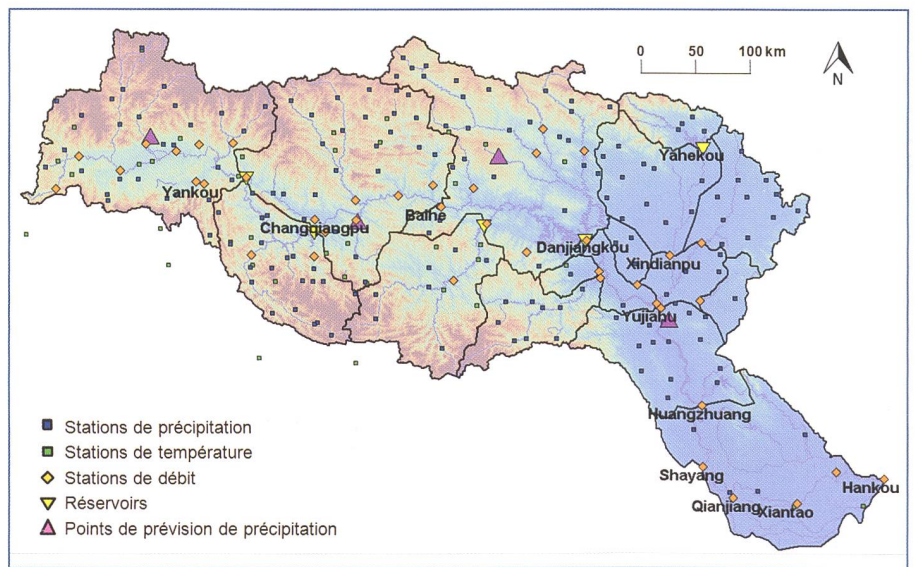 0 50 100 km
N
Yahekou
Yankou
Baihe
Changqiangpu
Danjiangkou
Xindianpu
Yujiahu
Huangzhuang
Shayang
Hankou
Qianjiang
Xiantao
Stations de précipitation
Stations de température
Stations de débit
Réservoirs
Points de prévision de précipitation